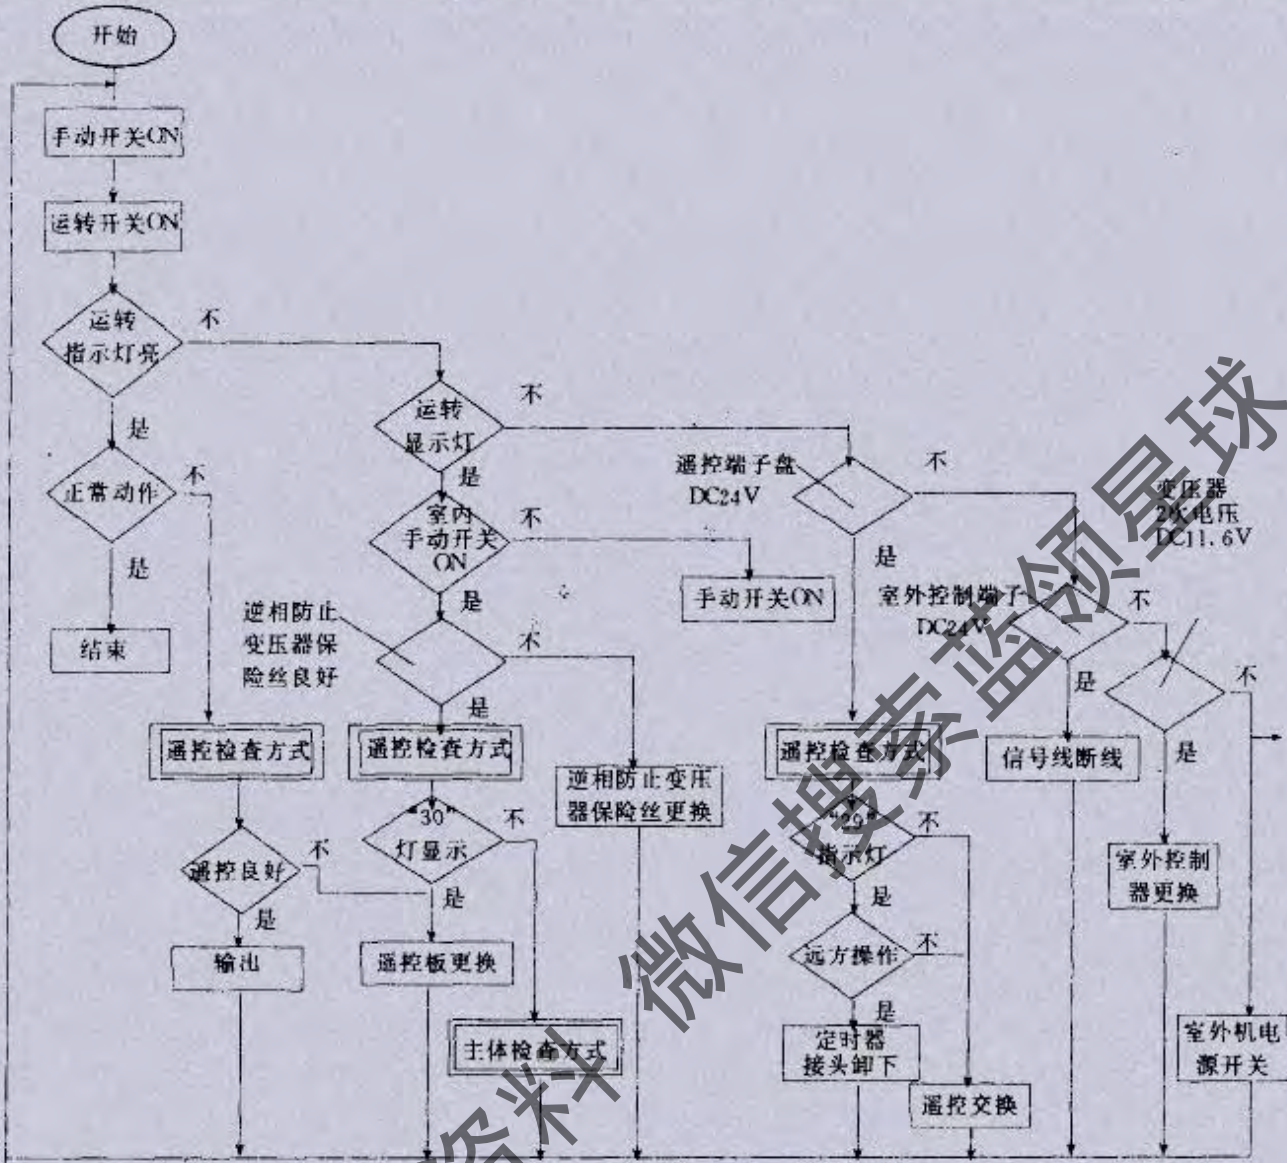 开始
手动开关ON
运转开关ON
运转
指示灯亮
不
是
正常动作
不
是
结束
运转
显示灯
不
是
室内
手动开关
ON
不
是
手动开关ON
逆相防止
变压器保
险丝良好
不
是
遥控端子盘
DC24V
不
是
变压器
2次电压
DC11.6V
室外控制端子
DC24V
不
是
不
是
遥控检查方式
遥控检查方式
逆相防止变压
器保险丝更换
遥控检查方式
信号线断线
遥控良好
不
是
"30"
灯显示
不
是
"29"
指示灯
不
是
室外控制
器更换
输出
遥控板更换
远方操作
不
是
主体检查方式
定时器
接头卸下
遥控交换
室外机电
源开关
资料 微信搜索蓝领星球